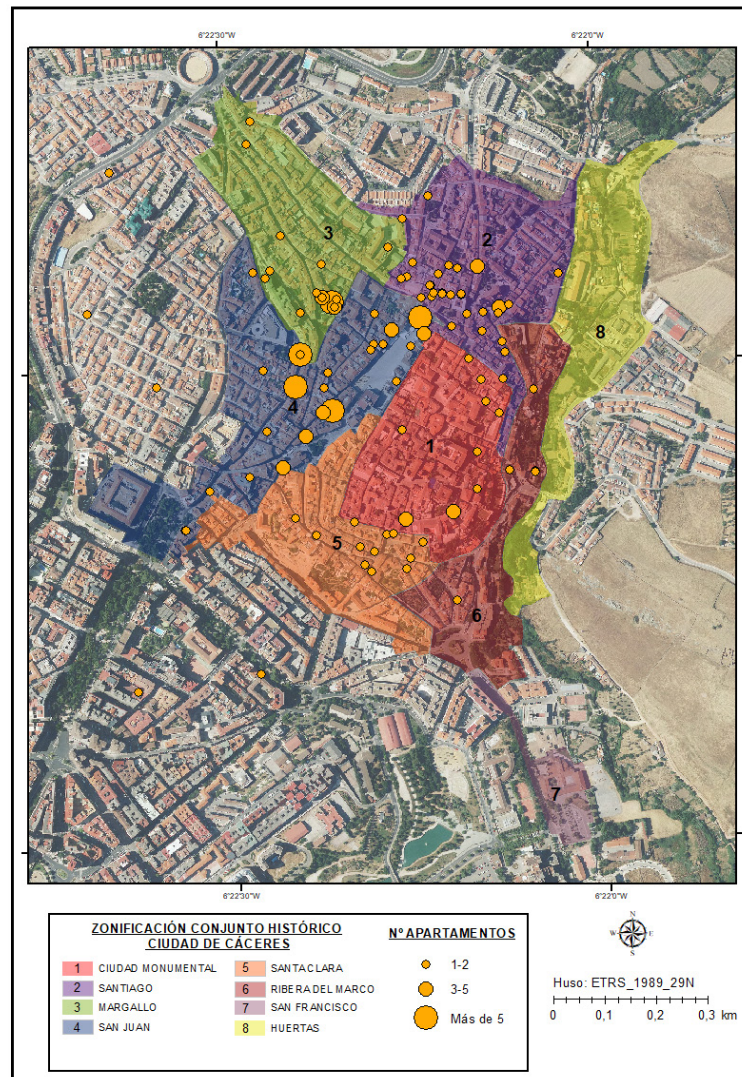 6°22'30"W 6°22'0"W
3
2
8
4
1
5
6
7
6°22'30"W 6°22'0"W
ZONIFICACIÓN CONJUNTO HISTÓRICO
CIUDAD DE CÁCERES
1 CIUDAD MONUMENTAL
2 SANTIAGO
3 MARGALLO
4 SAN JUAN
5 SANTA CLARA
6 RIBERA DEL MARCO
7 SAN FRANCISCO
8 HUERTAS
Nº APARTAMENTOS
1-2
3-5
Más de 5
N
W E
S
Huso: ETRS_1989_29N
0 0,1 0,2 0,3 km